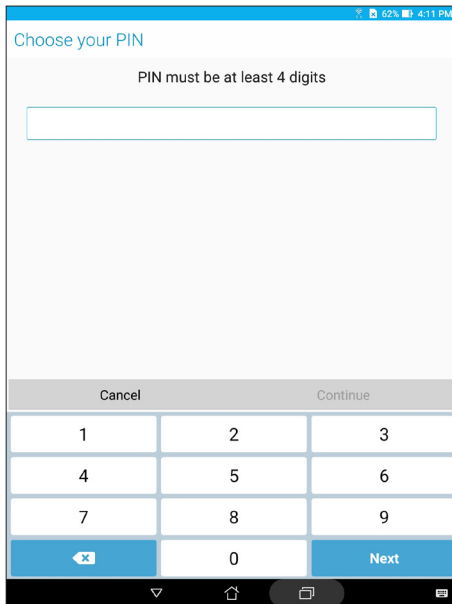 62% 4:11 PM
Choose your PIN
PIN must be at least 4 digits
Cancel Continue
1 2 3
4 5 6
7 8 9
0 Next